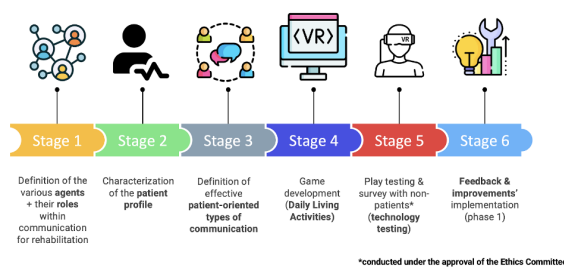 <VR>
VR
Stage 1
Stage 2
Stage 3
Stage 4
Stage 5
Stage 6
Definition of the
various agents
+ their roles
within
communication
for rehabilitation
Characterization
of the patient
profile
Definition of
effective
patient-oriented
types of
communication
Game
development
(Daily Living
Activities)
Play testing &
survey with non-
patients*
(technology
testing)
Feedback &
improvements'
implementation
(phase 1)
*conducted under the approval of the Ethics Committee